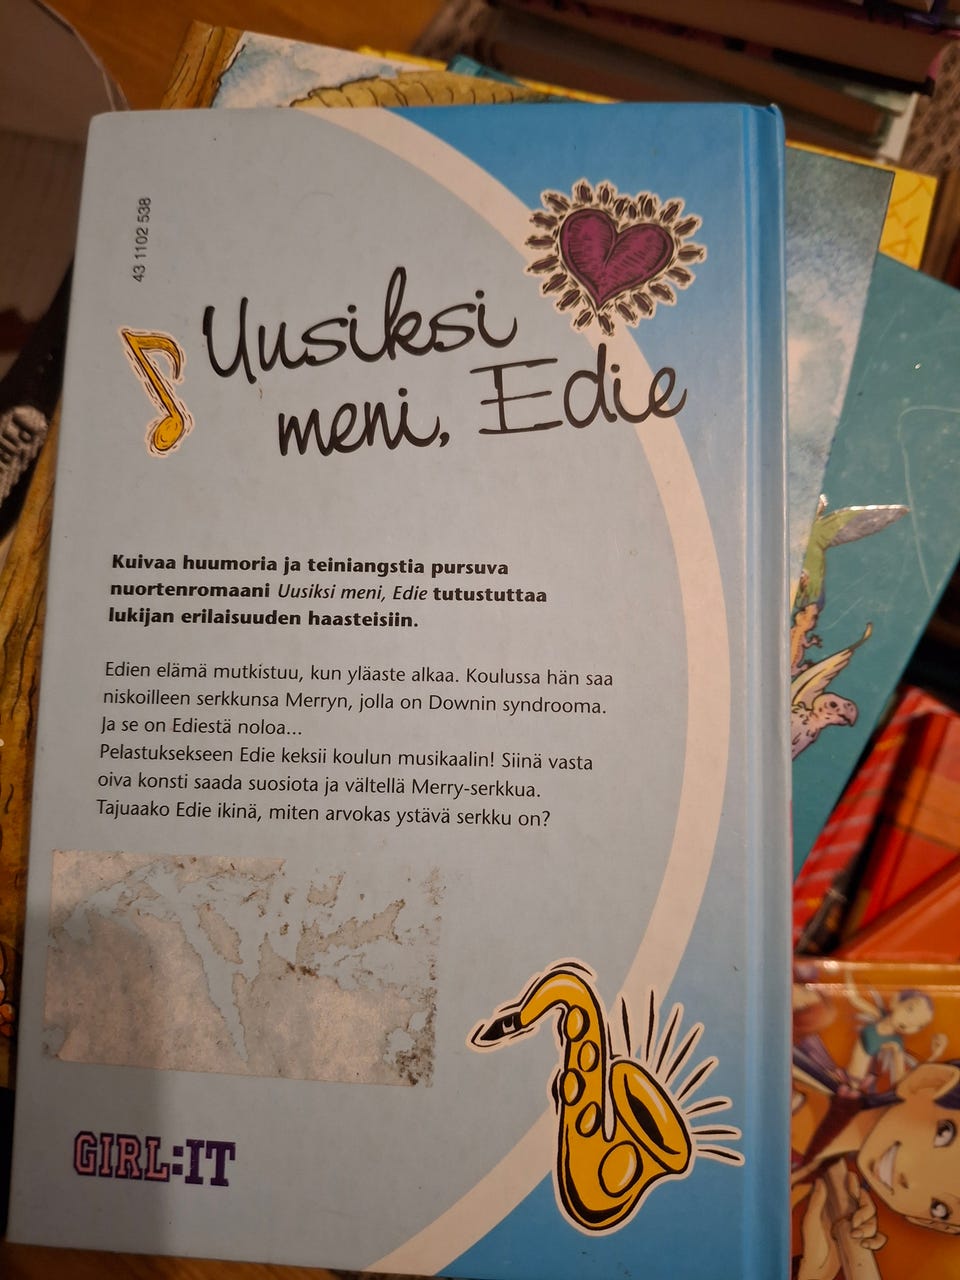 43 1102 538
Uusiksi
meni, Edie
Kuivaa huumoria ja teiniangstia pursuva
nuortenromaani Uusiksi meni, Edie tutustuttaa
lukijan erilaisuuden haasteisiin.
Edien elämä mutkistuu, kun yläaste alkaa. Koulussa hän saa
niskoilleen serkkunsa Merryn, jolla on Downin syndrooma.
Ja se on Ediestä noloa...
Pelastuksekseen Edie keksii koulun musikaalin! Siinä vasta
oiva konsti saada suosiota ja vältellä Merry-serkkua.
Tajuaako Edie ikinä, miten arvokas ystävä serkku on?
GIRL:IT